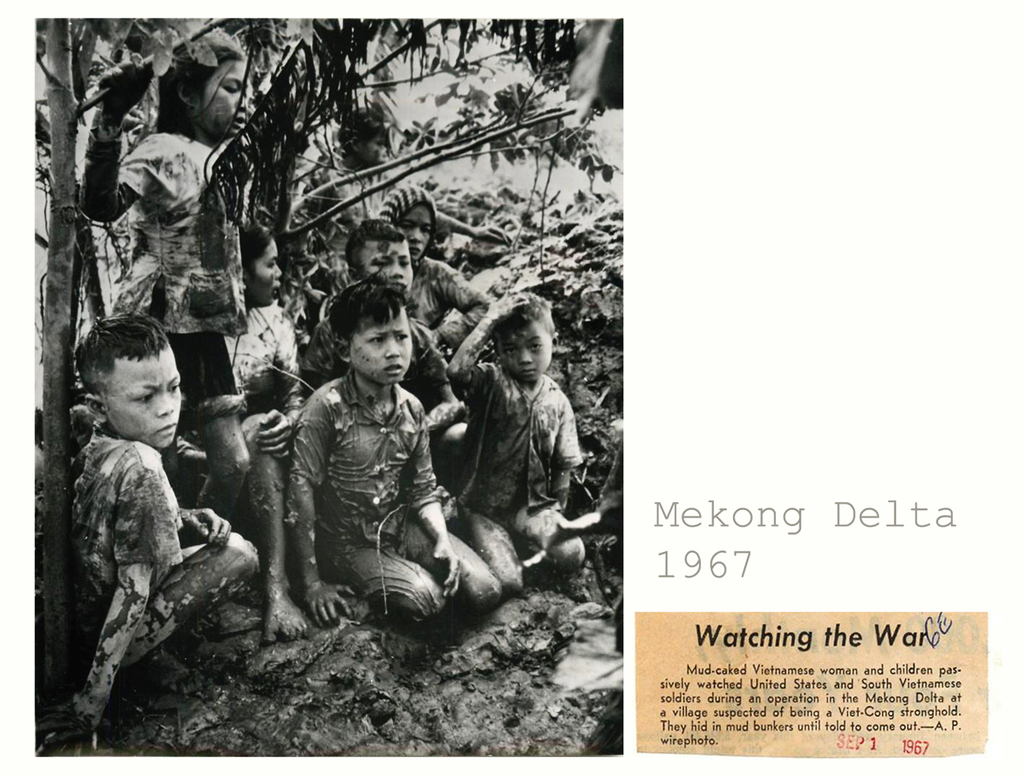 Mekong Delta
1967
Watching the War
Mud-caked Vietnamese woman and children pas-
sively watched United States and South Vietnamese
soldiers during an operation in the Mekong Delta at
a village suspected of being a Viet-Cong stronghold.
They hid in mud bunkers until told to come out.—A. P.
wirephoto.
SEP 1 1967